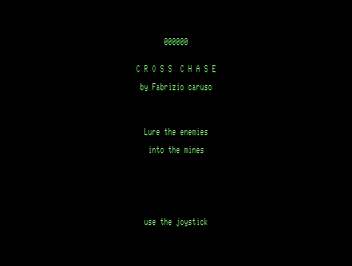 000000
C R O S S  C H A S E
by Fabrizio caruso
Lure the enemies
into the mines
use the joystick